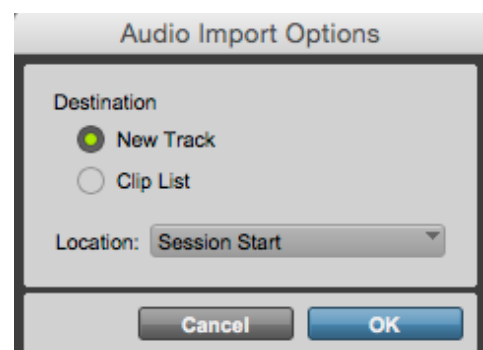 Audio Import Options
Destination
New Track
Clip List
Location: Session Start
Cancel OK